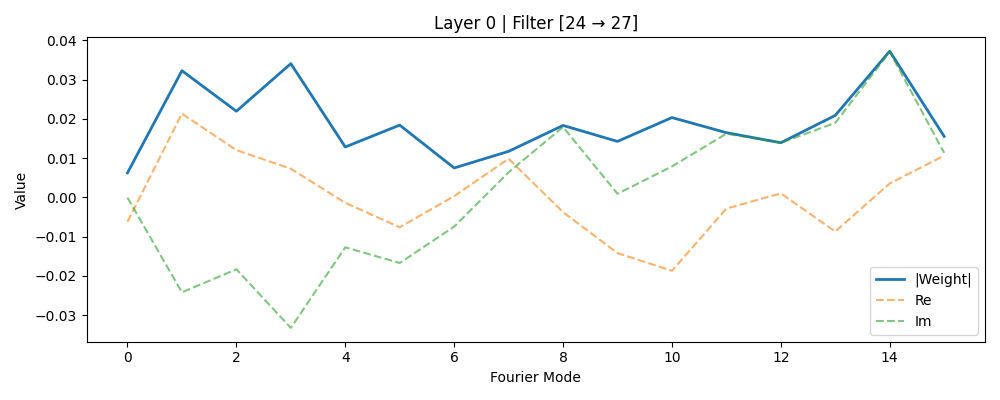 Layer 0 | Filter [24 → 27]
0.04
0.03
0.02
0.01
0.00
−0.01
−0.02
−0.03
Value
0 2 4 6 8 10 12 14
Fourier Mode
|Weight|
Re
Im